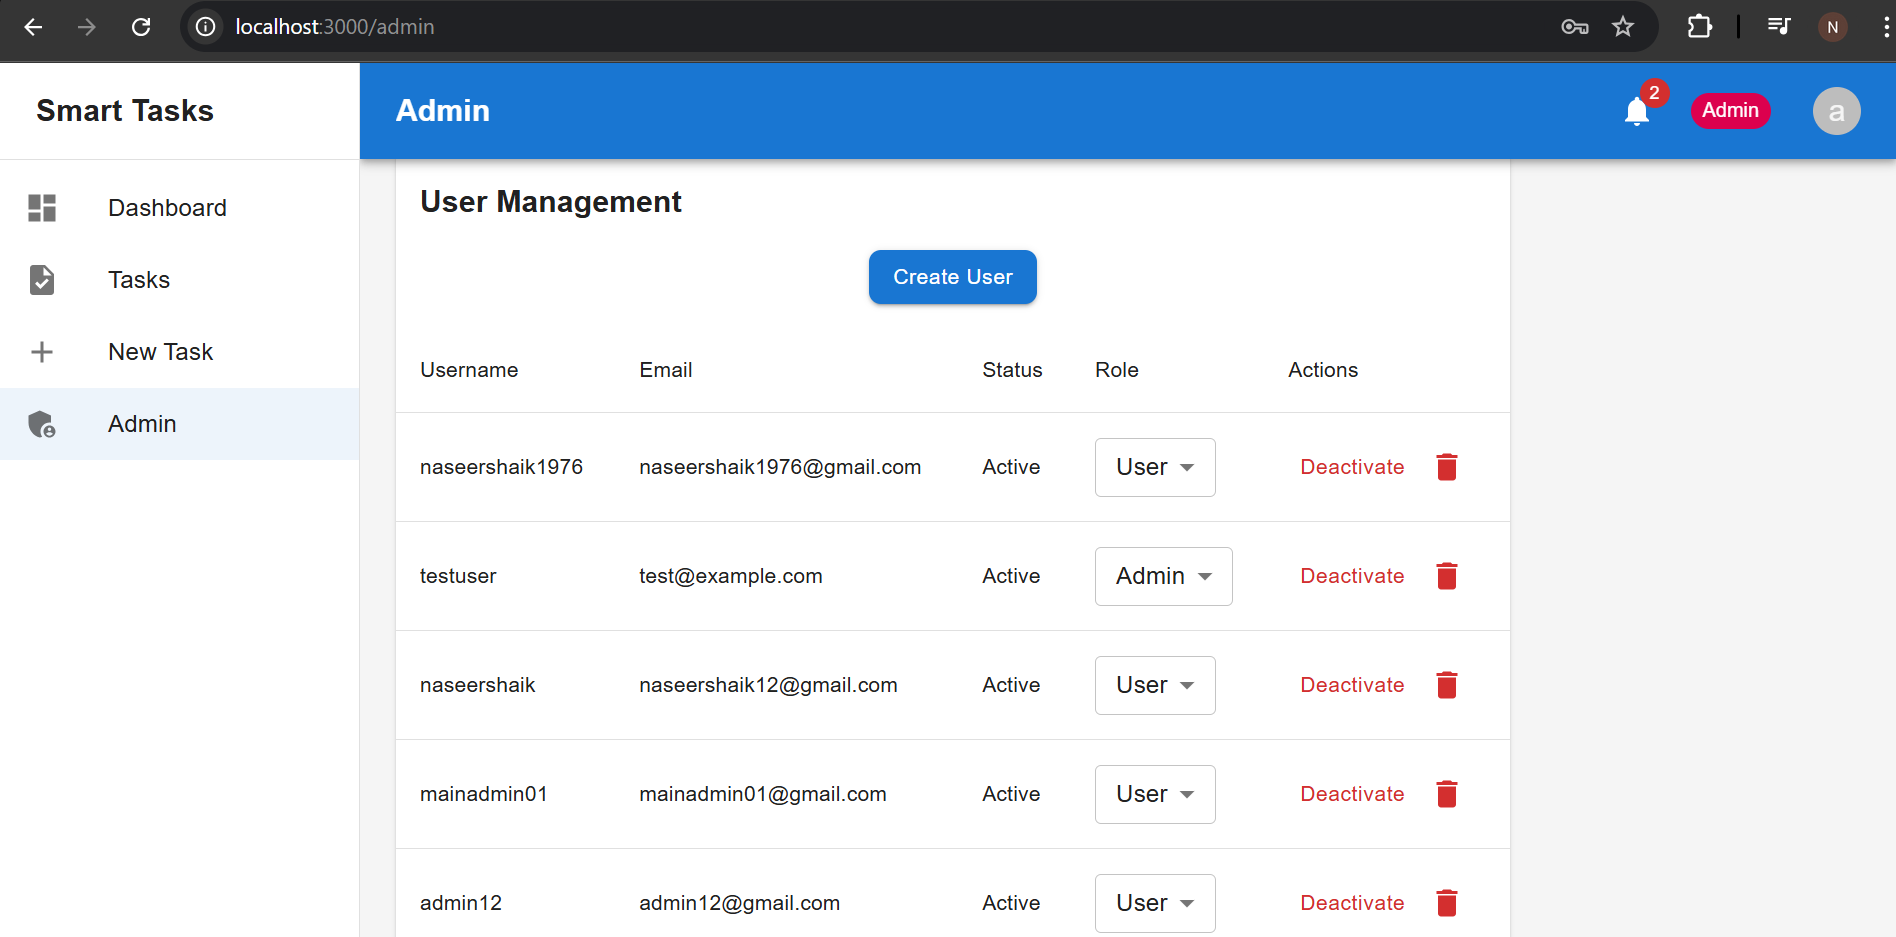 localhost:3000/admin
N
Smart Tasks
Admin
2
Admin
a
Dashboard
Tasks
New Task
Admin
User Management
Create User
Username Email Status Role Actions
naseershaik1976 naseershaik1976@gmail.com Active User Deactivate
testuser test@example.com Active Admin Deactivate
naseershaik naseershaik12@gmail.com Active User Deactivate
mainadmin01 mainadmin01@gmail.com Active User Deactivate
admin12 admin12@gmail.com Active User Deactivate